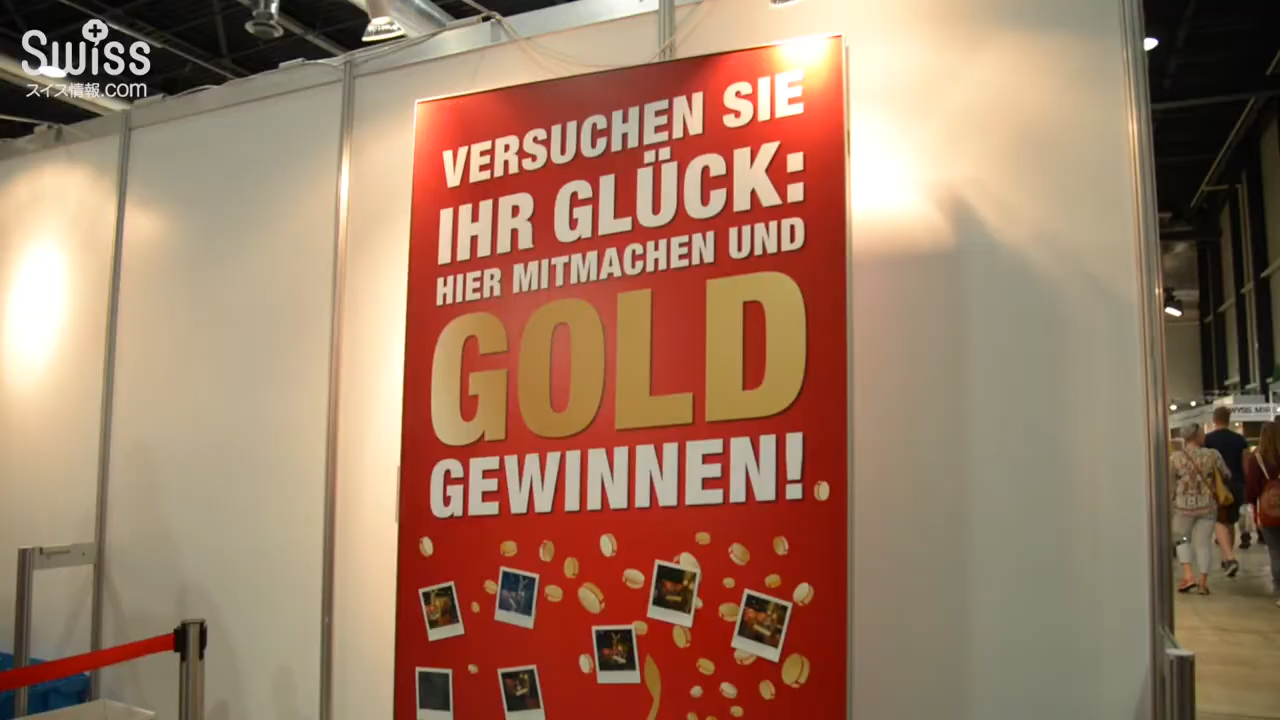 Swiss
スイス情報.com
VERSUCHEN SIE
IHR GLÜCK:
HIER MITMACHEN UND
GOLD
GEWINNEN!